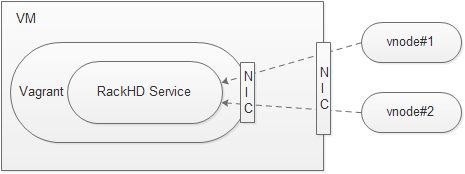 VM
Vagrant
RackHD Service
N
I
C
N
I
C
vnode#1
vnode#2